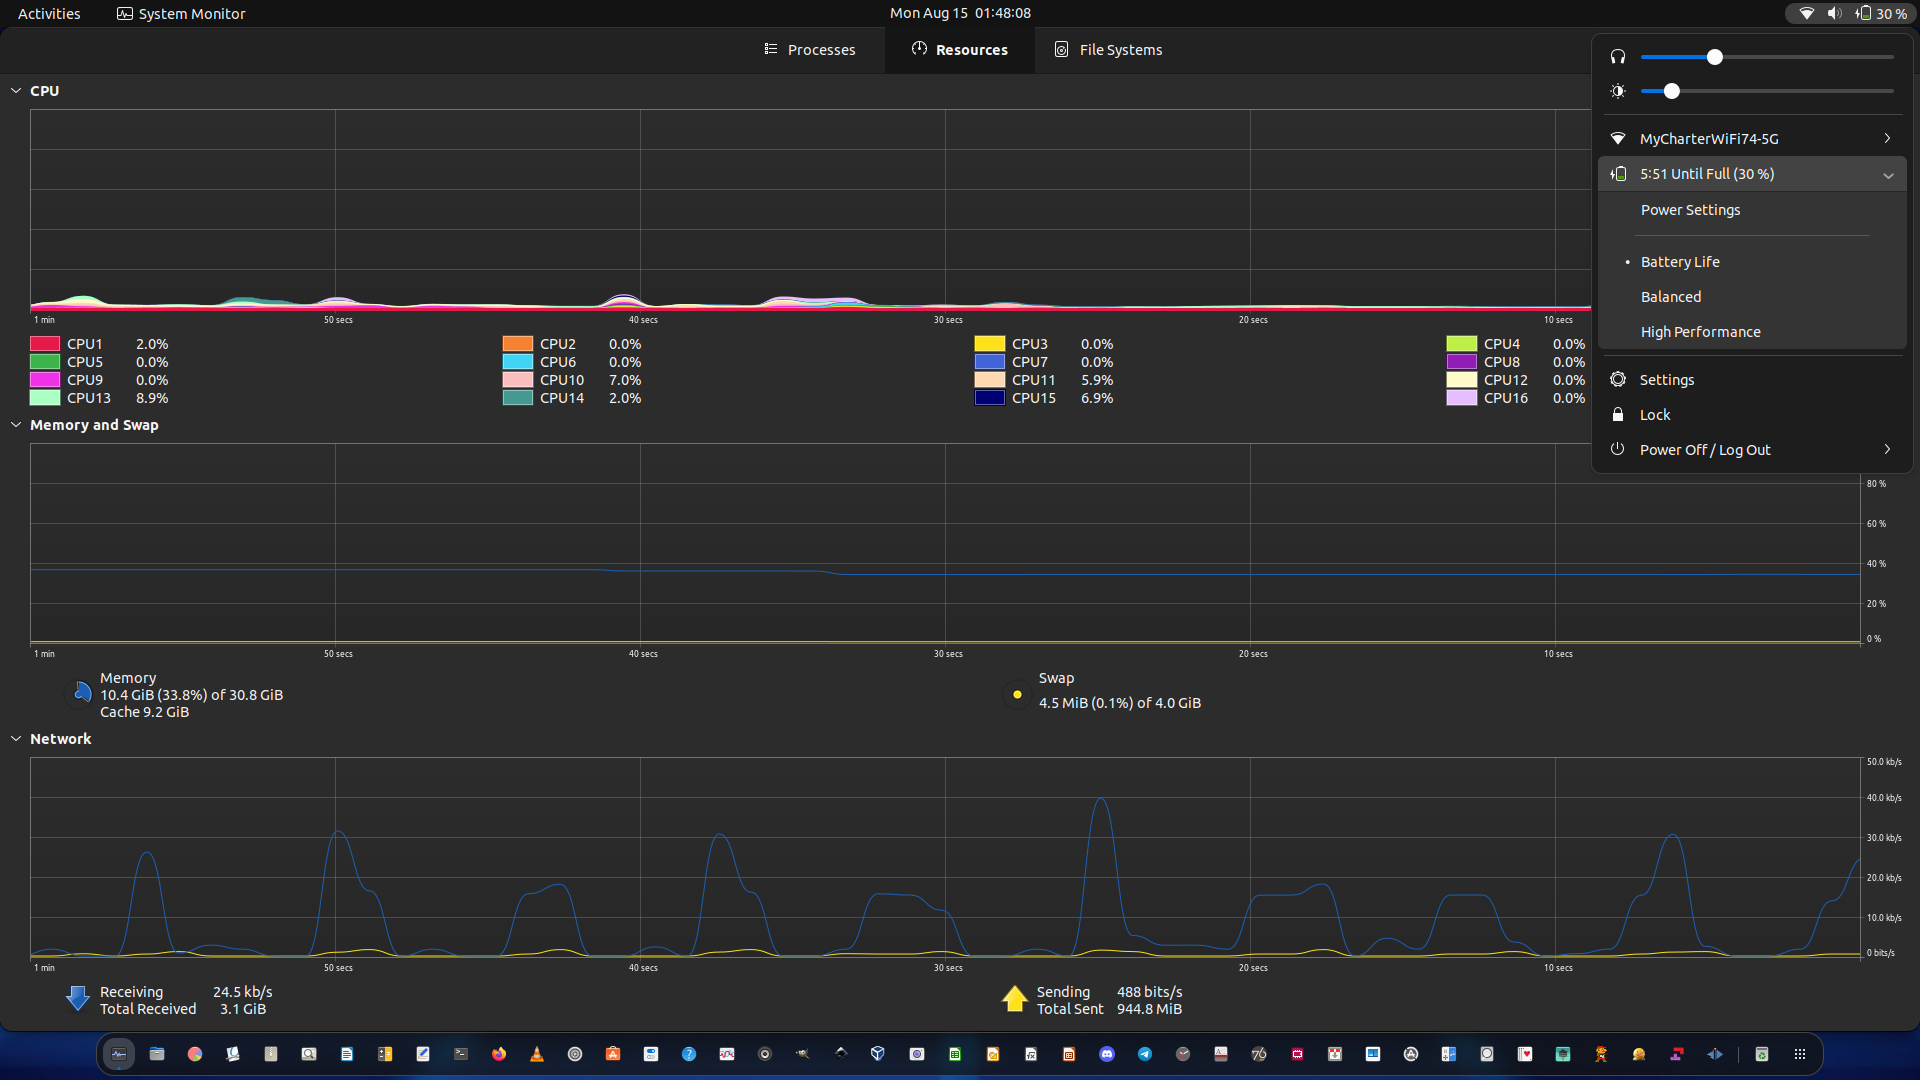 Activities System Monitor Mon Aug 15 01:48:08 30 %
Processes Resources File Systems
CPU
1 min 50 secs 40 secs 30 secs 20 secs 10 secs
CPU1 2.0% CPU2 0.0% CPU3 0.0% CPU4 0.0%
CPU5 0.0% CPU6 0.0% CPU7 0.0% CPU8 0.0%
CPU9 0.0% CPU10 7.0% CPU11 5.9% CPU12 0.0%
CPU13 8.9% CPU14 2.0% CPU15 6.9% CPU16 0.0%
MyCharterWiFi74-5G
5:51 Until Full (30 %)
Power Settings
Battery Life
Balanced
High Performance
Settings
Lock
Power Off / Log Out
Memory and Swap
80 %
60 %
40 %
20 %
0 %
1 min 50 secs 40 secs 30 secs 20 secs 10 secs
Memory
10.4 GiB (33.8%) of 30.8 GiB
Cache 9.2 GiB
Swap
4.5 MiB (0.1%) of 4.0 GiB
Network
50.0 kb/s
40.0 kb/s
30.0 kb/s
20.0 kb/s
10.0 kb/s
0 bits/s
1 min 50 secs 40 secs 30 secs 20 secs 10 secs
Receiving 24.5 kb/s
Total Received 3.1 GiB
Sending 488 bits/s
Total Sent 944.8 MiB
76